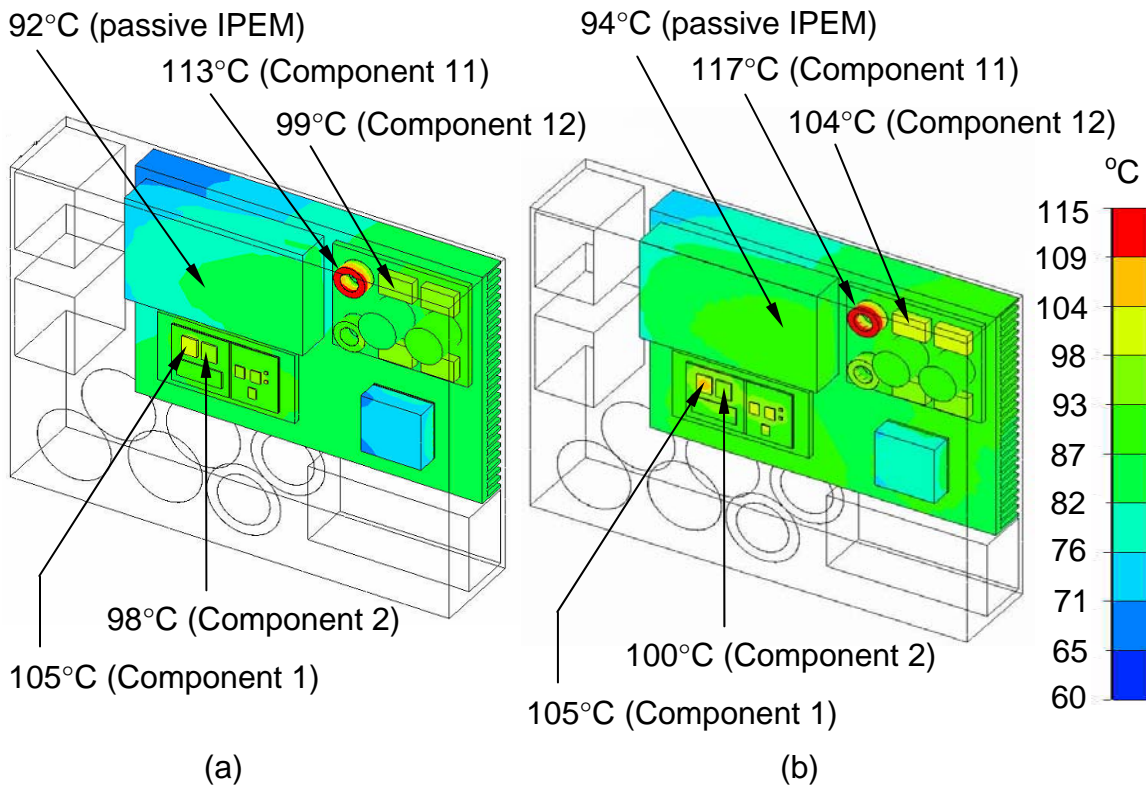 92°C (passive IPEM)
113°C (Component 11)
99°C (Component 12)
98°C (Component 2)
105°C (Component 1)
(a)
94°C (passive IPEM)
117°C (Component 11)
104°C (Component 12)
100°C (Component 2)
105°C (Component 1)
(b)
°C
115
109
104
98
93
87
82
76
71
65
60